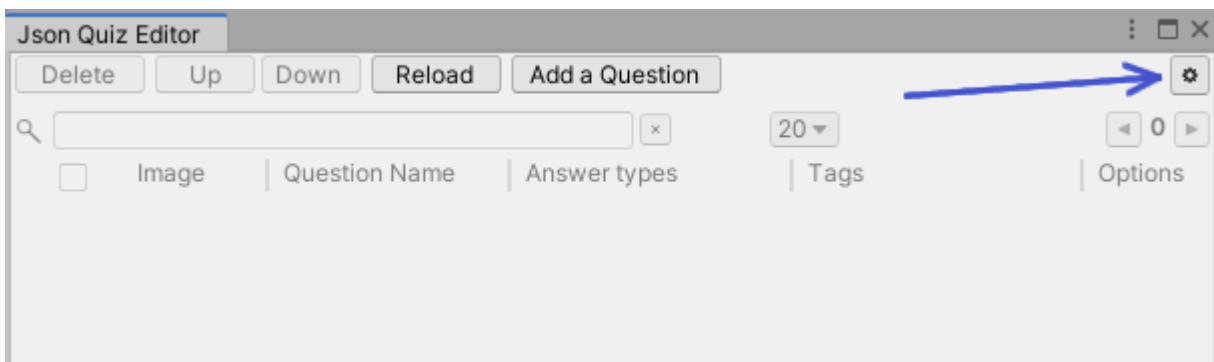 Json Quiz Editor
Delete Up Down Reload Add a Question
20 0
Image Question Name Answer types Tags Options